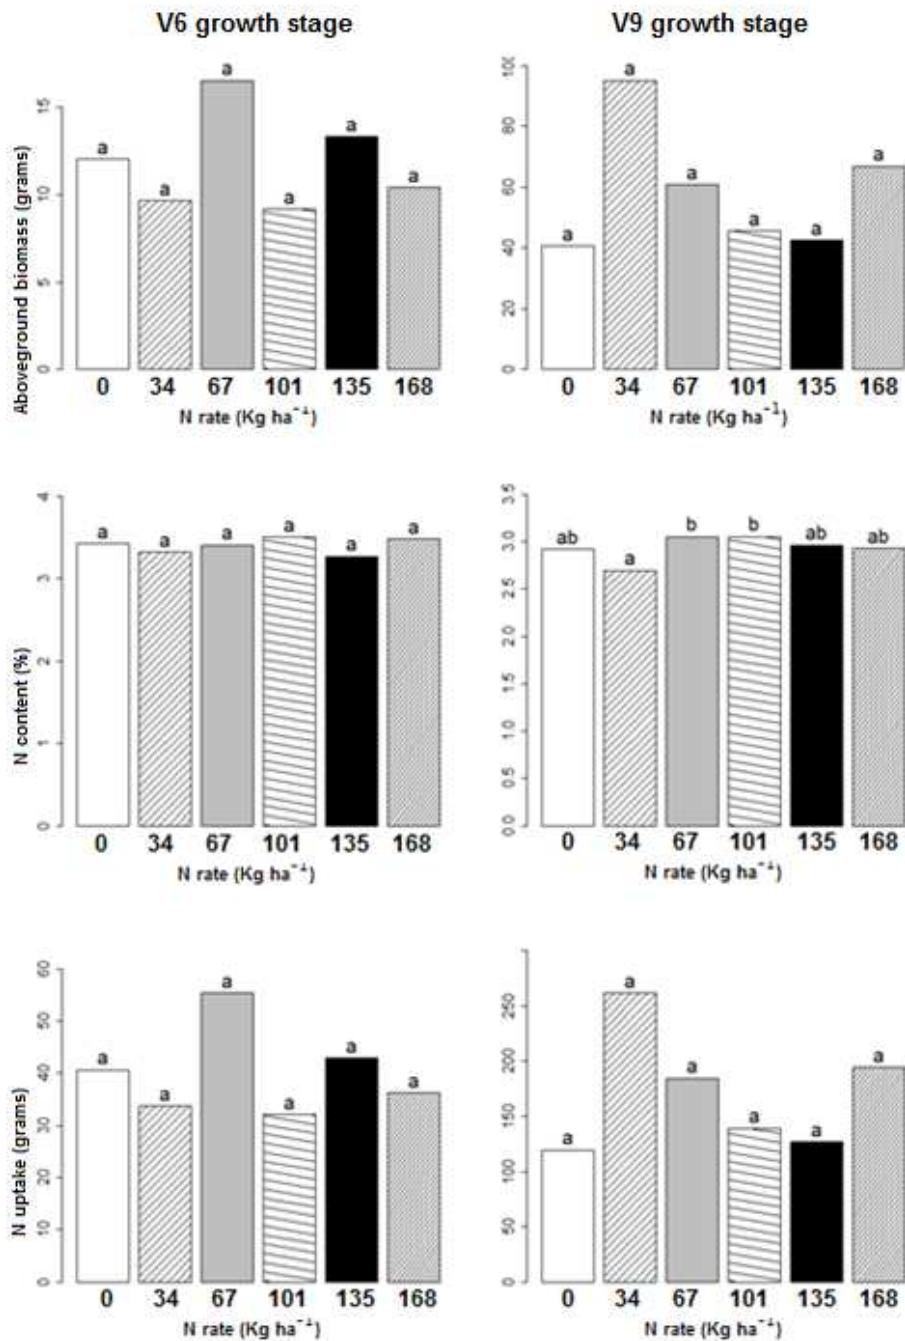 V6 growth stage V9 growth stage
Aboveground biomass (grams)
15
10
5
0
a a a a a a
0 34 67 101 135 168
N rate (Kg ha⁻¹)
100
80
60
40
20
0
a a a a a a
0 34 67 101 135 168
N rate (Kg ha⁻¹)
N content (%)
4
3
2
1
0
a a a a a a
0 34 67 101 135 168
N rate (Kg ha⁻¹)
3.5
3.0
2.5
2.0
1.5
1.0
0.5
0.0
ab a b b ab ab
0 34 67 101 135 168
N rate (Kg ha⁻¹)
N uptake (grams)
60
50
40
30
20
10
0
a a a a a a
0 34 67 101 135 168
N rate (Kg ha⁻¹)
250
200
150
100
50
0
a a a a a a
0 34 67 101 135 168
N rate (Kg ha⁻¹)